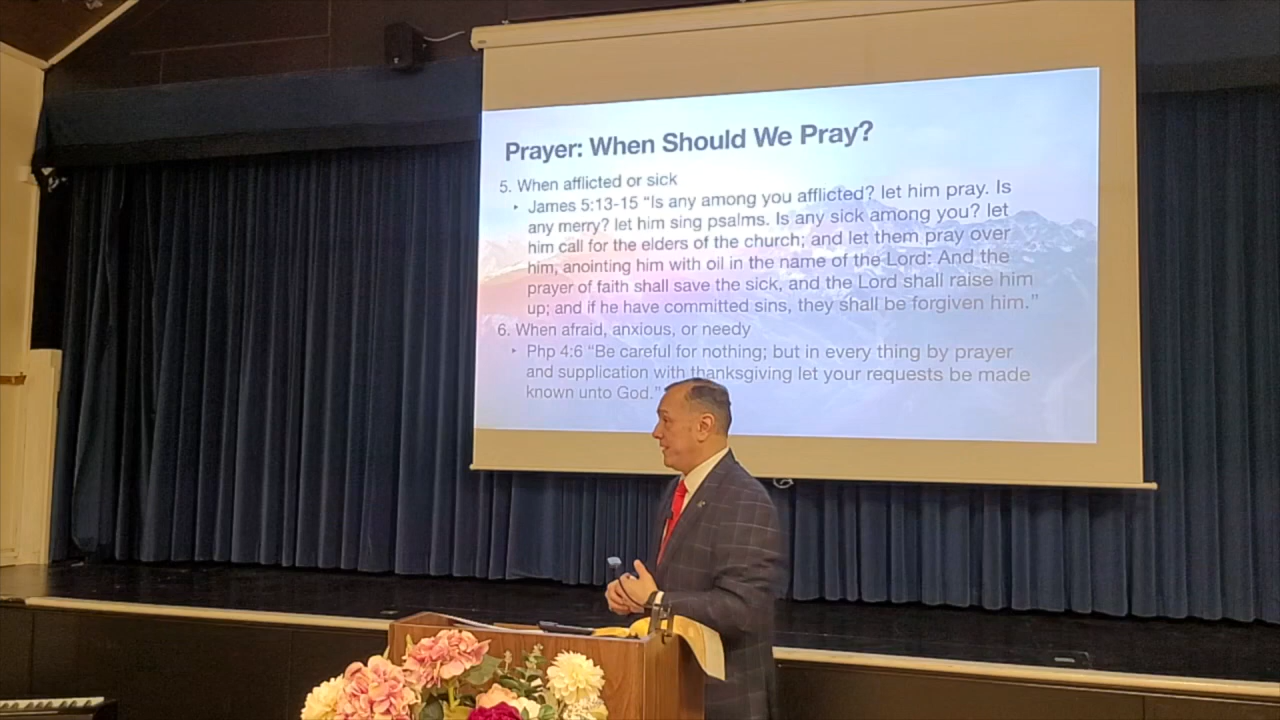 Prayer: When Should We Pray?
5. When afflicted or sick
‣ James 5:13-15 “Is any among you afflicted? let him pray. Is
any merry? let him sing psalms. Is any sick among you? let
him call for the elders of the church; and let them pray over
him, anointing him with oil in the name of the Lord: And the
prayer of faith shall save the sick, and the Lord shall raise him
up; and if he have committed sins, they shall be forgiven him.”
6. When afraid, anxious, or needy
‣ Php 4:6 “Be careful for nothing; but in every thing by prayer
and supplication with thanksgiving let your requests be made
known unto God.”